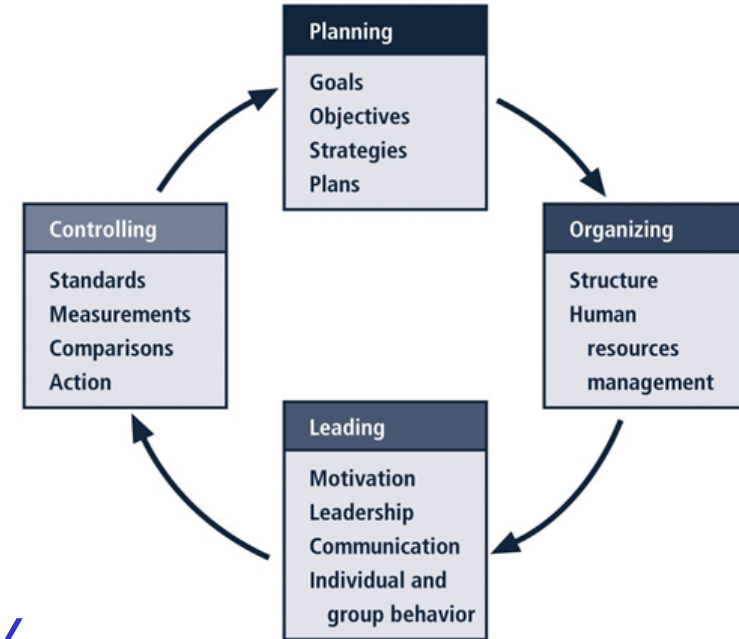 Planning
Goals
Objectives
Strategies
Plans
Controlling
Standards
Measurements
Comparisons
Action
Organizing
Structure
Human
resources
management
Leading
Motivation
Leadership
Communication
Individual and
group behavior